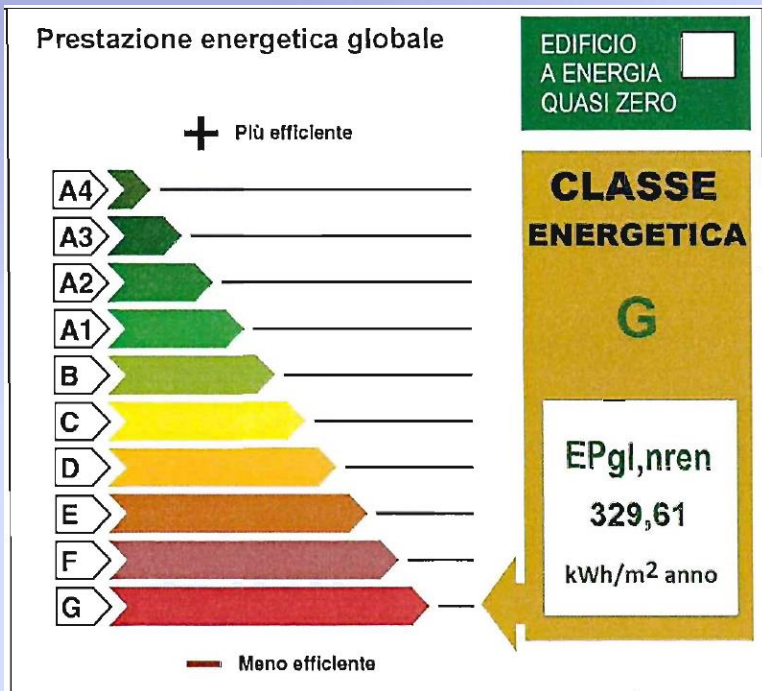 Prestazione energetica globale
+ Più efficiente
A4
A3
A2
A1
B
C
D
E
F
G
— Meno efficiente
EDIFICIO
A ENERGIA
QUASI ZERO
CLASSE
ENERGETICA
G
EPgl,nren
329,61
kWh/m² anno